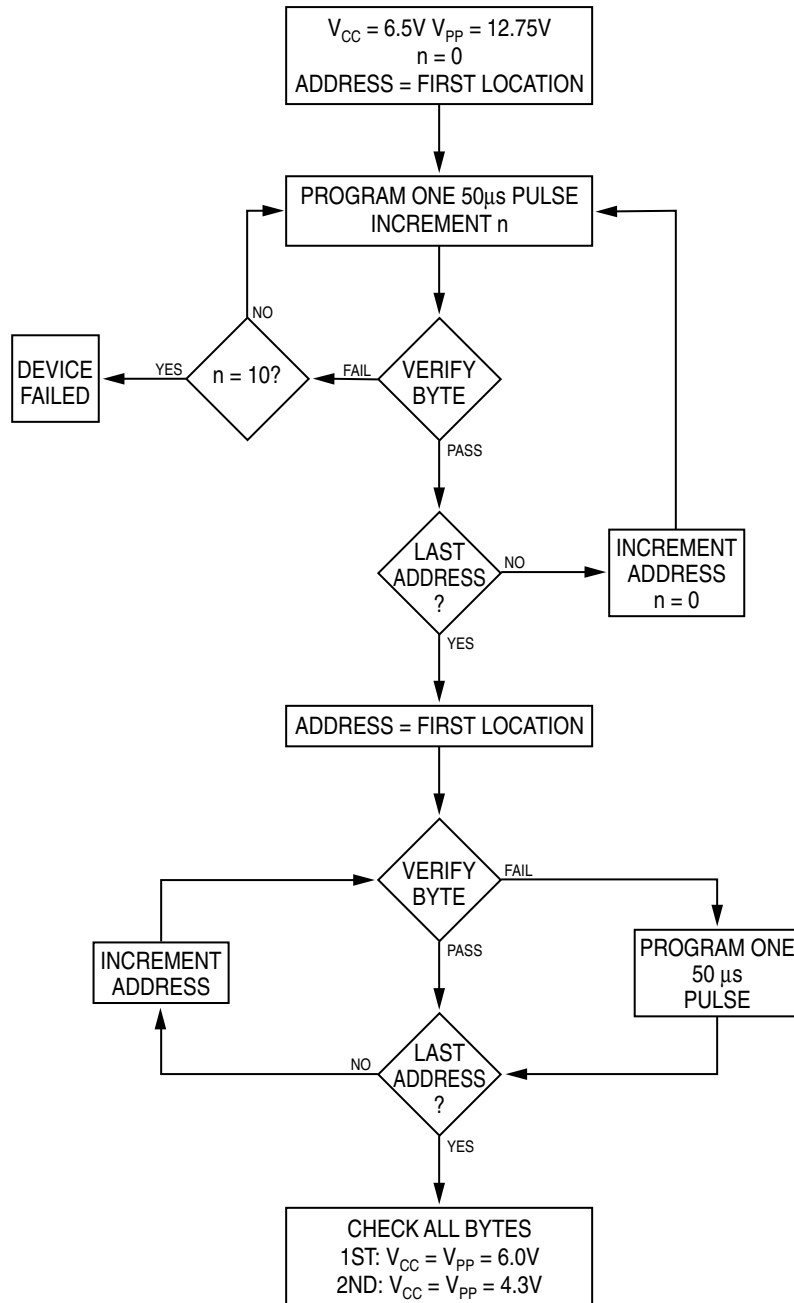 V_CC = 6.5V V_PP = 12.75V
n = 0
ADDRESS = FIRST LOCATION
PROGRAM ONE 50µs PULSE
INCREMENT n
NO
DEVICE
FAILED
YES
n = 10?
FAIL
VERIFY
BYTE
PASS
LAST
ADDRESS
?
NO
INCREMENT
ADDRESS
n = 0
YES
ADDRESS = FIRST LOCATION
VERIFY
BYTE
FAIL
PASS
INCREMENT
ADDRESS
PROGRAM ONE
50 µs
PULSE
NO
LAST
ADDRESS
?
YES
CHECK ALL BYTES
1ST: V_CC = V_PP = 6.0V
2ND: V_CC = V_PP = 4.3V